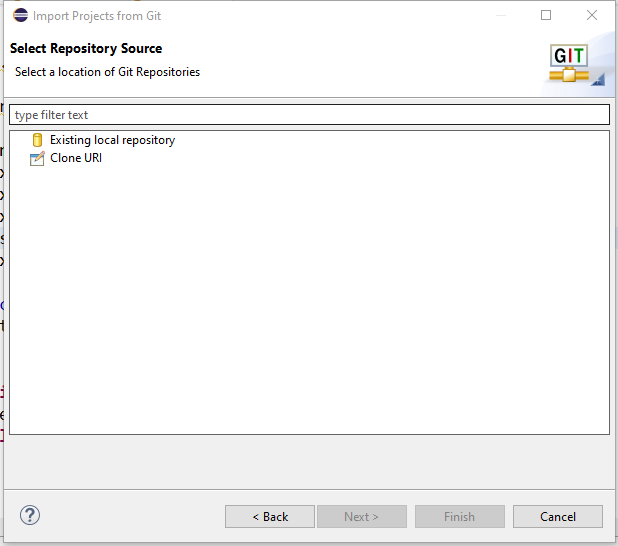 Import Projects from Git
Select Repository Source
Select a location of Git Repositories
GIT
type filter text
Existing local repository
Clone URI
?
< Back
Next >
Finish
Cancel